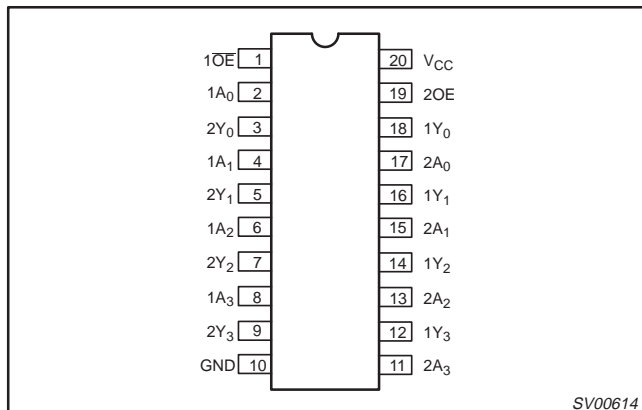 1O̅E̅ 1 20 V_CC
1A₀ 2 19 2OE
2Y₀ 3 18 1Y₀
1A₁ 4 17 2A₀
2Y₁ 5 16 1Y₁
1A₂ 6 15 2A₁
2Y₂ 7 14 1Y₂
1A₃ 8 13 2A₂
2Y₃ 9 12 1Y₃
GND 10 11 2A₃
SV00614